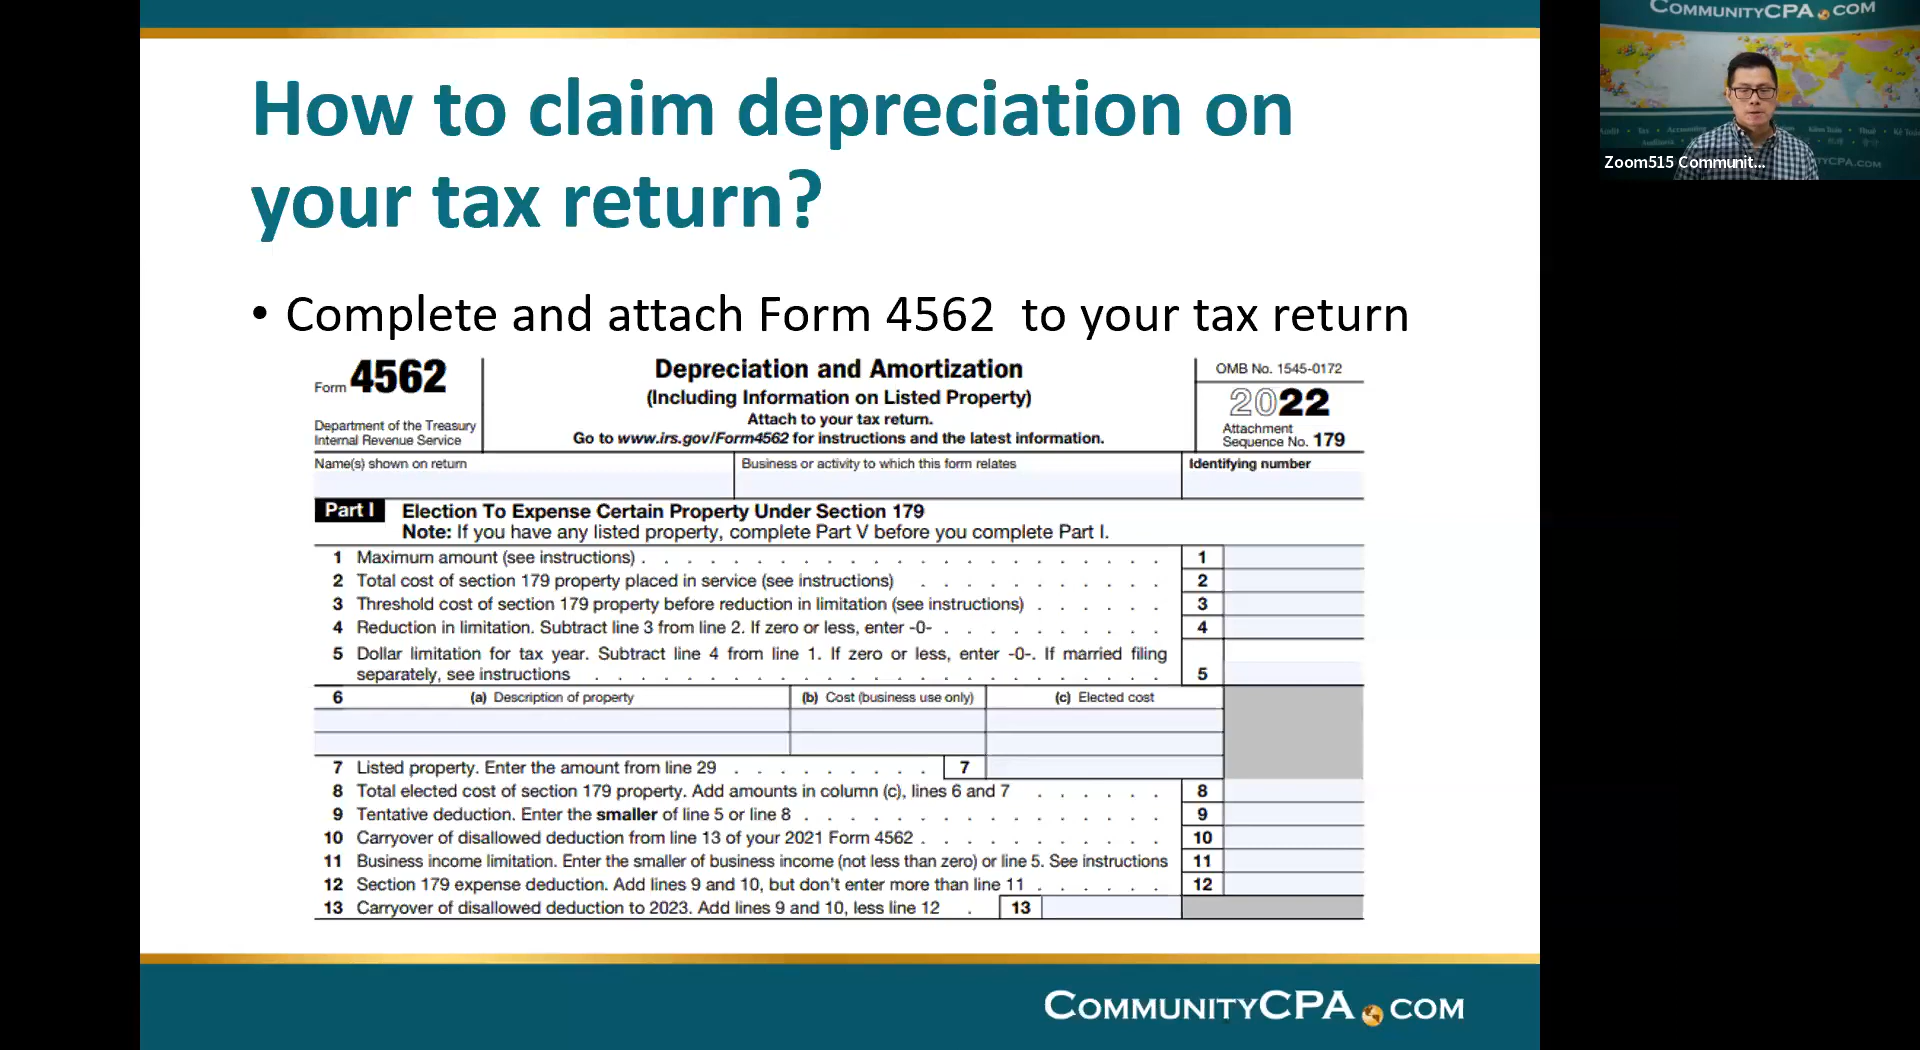 How to claim depreciation on
your tax return?
• Complete and attach Form 4562 to your tax return
Form 4562
Department of the Treasury
Internal Revenue Service
Depreciation and Amortization
(Including Information on Listed Property)
Attach to your tax return.
Go to www.irs.gov/Form4562 for instructions and the latest information.
OMB No. 1545-0172
2022
Attachment
Sequence No. 179
Name(s) shown on return
Business or activity to which this form relates
Identifying number
Part I Election To Expense Certain Property Under Section 179
Note: If you have any listed property, complete Part V before you complete Part I.
1 Maximum amount (see instructions) . . . . . . . . . . . . . . . . . . . . . . . 1
2 Total cost of section 179 property placed in service (see instructions) . . . . . . . . . . . 2
3 Threshold cost of section 179 property before reduction in limitation (see instructions) . . . . . . 3
4 Reduction in limitation. Subtract line 3 from line 2. If zero or less, enter -0- . . . . . . . . . . 4
5 Dollar limitation for tax year. Subtract line 4 from line 1. If zero or less, enter -0-. If married filing
separately, see instructions . . . . . . . . . . . . . . . . . . . . . . . . . 5
6 (a) Description of property (b) Cost (business use only) (c) Elected cost
7 Listed property. Enter the amount from line 29 . . . . . . . . . 7
8 Total elected cost of section 179 property. Add amounts in column (c), lines 6 and 7 . . . . . . 8
9 Tentative deduction. Enter the smaller of line 5 or line 8 . . . . . . . . . . . . . . . . 9
10 Carryover of disallowed deduction from line 13 of your 2021 Form 4562 . . . . . . . . . . . 10
11 Business income limitation. Enter the smaller of business income (not less than zero) or line 5. See instructions 11
12 Section 179 expense deduction. Add lines 9 and 10, but don't enter more than line 11 . . . . . . 12
13 Carryover of disallowed deduction to 2023. Add lines 9 and 10, less line 12 . 13
COMMUNITYCPA.COM
COMMUNITYCPA.COM
Audit • Tax • Accounting
Kiểm Toán • Thuế • Kế Toán
Zoom515 Communit...